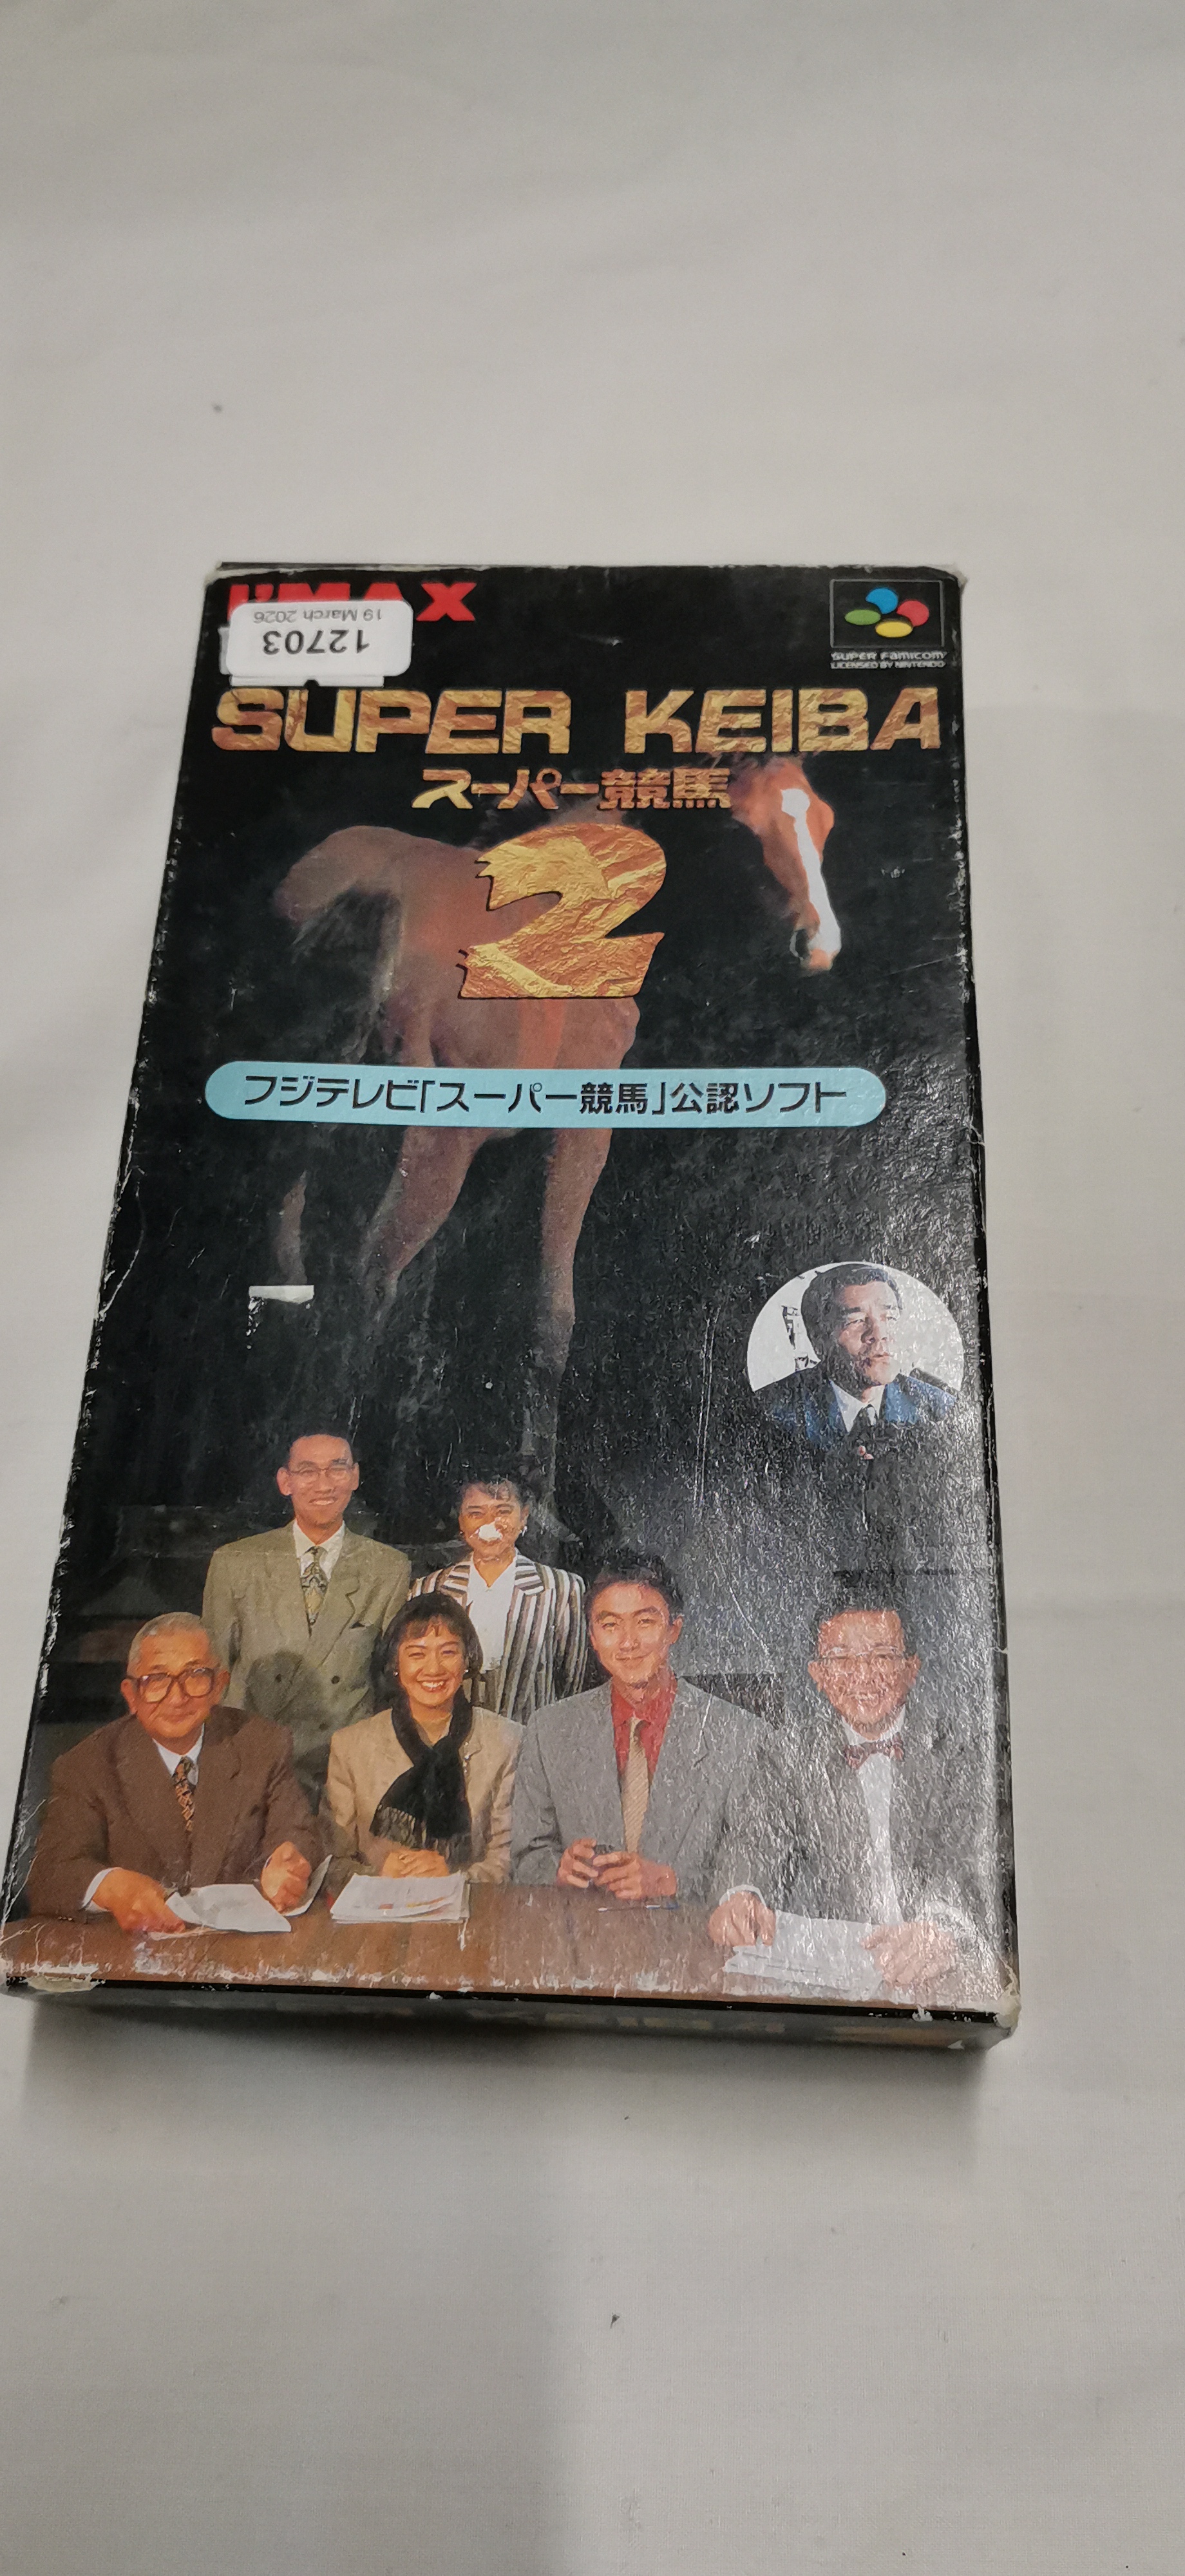 I'MAX
19 March 2026
12703
SUPER FAMICOM
LICENSED BY NINTENDO
SUPER KEIBA
スーパー競馬
2
フジテレビ「スーパー競馬」公認ソフト